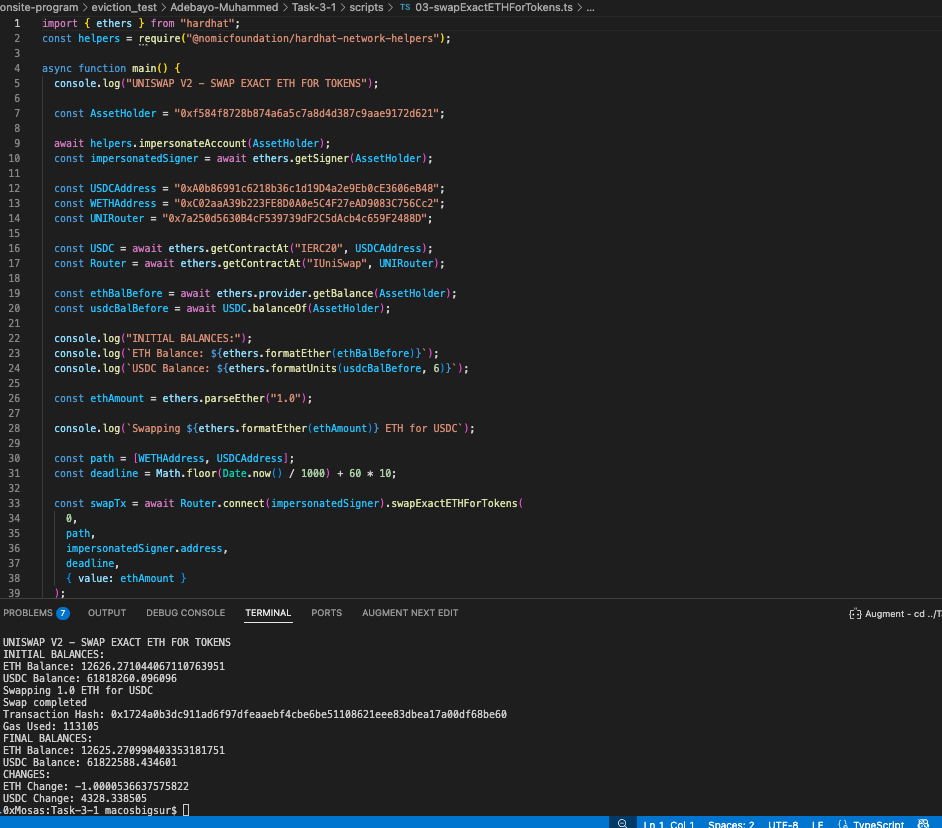 onsite-program > eviction_test > Adebayo-Muhammed > Task-3-1 > scripts > TS 03-swapExactETHForTokens.ts > ...
1 import { ethers } from "hardhat";
2 const helpers = require("@nomicfoundation/hardhat-network-helpers");
3
4 async function main() {
5 console.log("UNISWAP V2 - SWAP EXACT ETH FOR TOKENS");
6
7 const AssetHolder = "0xf584f8728b874a6a5c7a8d4d387c9aae9172d621";
8
9 await helpers.impersonateAccount(AssetHolder);
10 const impersonatedSigner = await ethers.getSigner(AssetHolder);
11
12 const USDCAddress = "0xA0b86991c6218b36c1d19D4a2e9Eb0cE3606eB48";
13 const WETHAddress = "0xC02aaA39b223FE8D0A0e5C4F27eAD9083C756Cc2";
14 const UNIRouter = "0x7a250d5630B4cF539739dF2C5dAcb4c659F2488D";
15
16 const USDC = await ethers.getContractAt("IERC20", USDCAddress);
17 const Router = await ethers.getContractAt("IUniSwap", UNIRouter);
18
19 const ethBalBefore = await ethers.provider.getBalance(AssetHolder);
20 const usdcBalBefore = await USDC.balanceOf(AssetHolder);
21
22 console.log("INITIAL BALANCES:");
23 console.log(`ETH Balance: ${ethers.formatEther(ethBalBefore)}`);
24 console.log(`USDC Balance: ${ethers.formatUnits(usdcBalBefore, 6)}`);
25
26 const ethAmount = ethers.parseEther("1.0");
27
28 console.log(`Swapping ${ethers.formatEther(ethAmount)} ETH for USDC`);
29
30 const path = [WETHAddress, USDCAddress];
31 const deadline = Math.floor(Date.now() / 1000) + 60 * 10;
32
33 const swapTx = await Router.connect(impersonatedSigner).swapExactETHForTokens(
34 0,
35 path,
36 impersonatedSigner.address,
37 deadline,
38 { value: ethAmount }
39 );
PROBLEMS 7 OUTPUT DEBUG CONSOLE TERMINAL PORTS AUGMENT NEXT EDIT Augment - cd ../T
UNISWAP V2 - SWAP EXACT ETH FOR TOKENS
INITIAL BALANCES:
ETH Balance: 12626.271044067110763951
USDC Balance: 61818260.096096
Swapping 1.0 ETH for USDC
Swap completed
Transaction Hash: 0x1724a0b3dc911ad6f97dfeaaebf4cbe6be51108621eee83dbea17a00df68be60
Gas Used: 113105
FINAL BALANCES:
ETH Balance: 12625.270990403353181751
USDC Balance: 61822588.434601
CHANGES:
ETH Change: -1.0000536637575822
USDC Change: 4328.338505
0xMosas:Task-3-1 macosbigsur$
Ln 1, Col 1 Spaces: 2 UTF-8 LF {} TypeScript